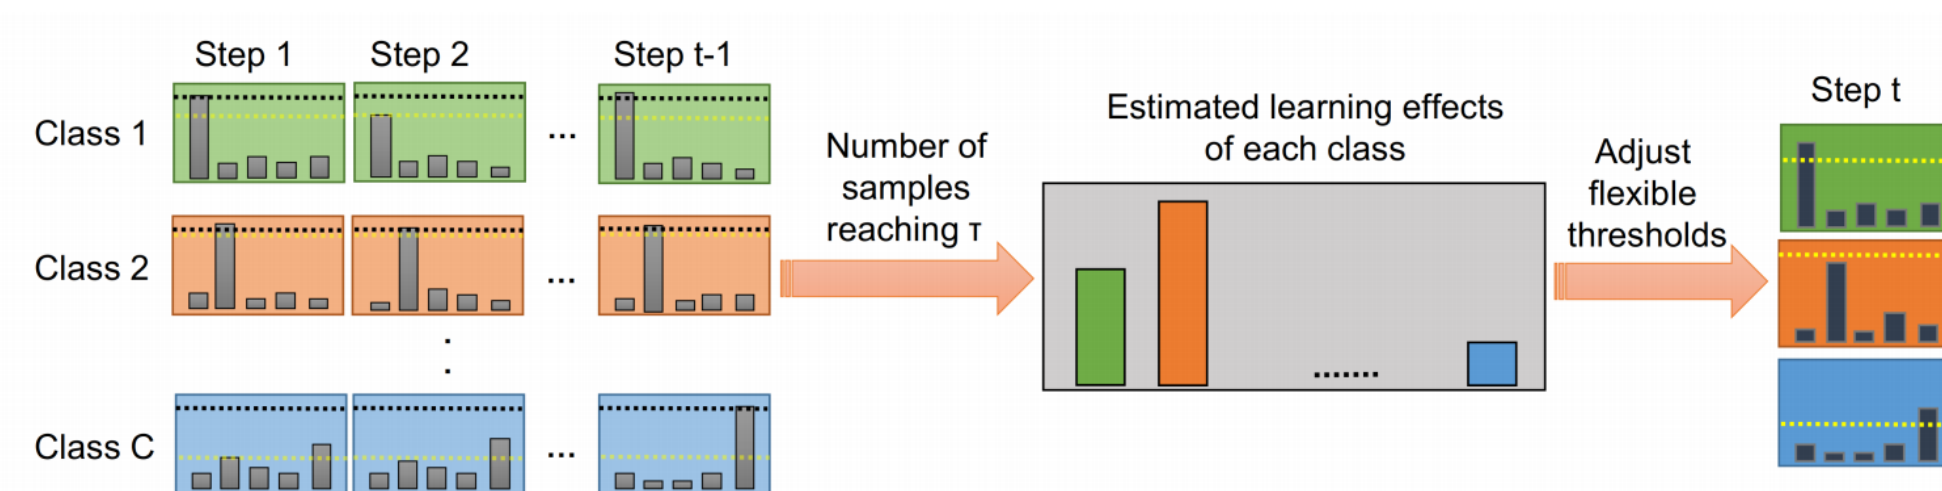 Step 1
Step 2
Step t-1
Class 1
...
Class 2
...
:
Class C
...
Number of
samples
reaching τ
Estimated learning effects
of each class
.......
Adjust
flexible
thresholds
Step t